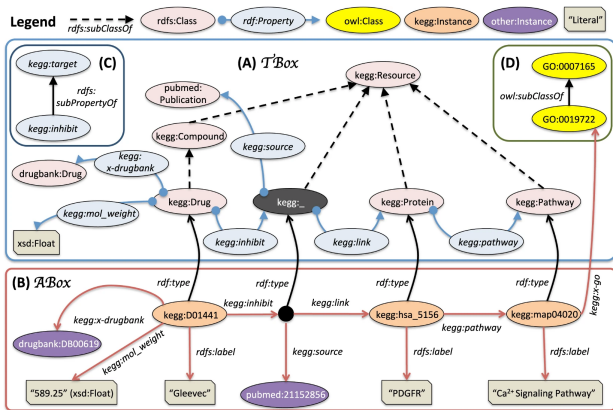 Legend
rdfs:subClassOf
rdfs:Class
rdf:Property
owl:Class
kegg:Instance
other:Instance
“Literal”
kegg:target
(C)
rdfs:
subPropertyOf
kegg:inhibit
(A) TBox
pubmed:
Publication
kegg:Resource
(D)
GO:0007165
owl:subClassOf
GO:0019722
kegg:Compound
kegg:source
kegg:
x-drugbank
drugbank:Drug
kegg:mol_weight
xsd:Float
kegg:Drug
kegg:inhibit
kegg:_
kegg:link
kegg:Protein
kegg:pathway
kegg:Pathway
rdf:type
rdf:type
rdf:type
rdf:type
kegg:x-go
(B) ABox
kegg:x-drugbank
kegg:D01441
kegg:inhibit
kegg:link
kegg:hsa_5156
kegg:pathway
kegg:map04020
drugbank:DB00619
kegg:mol_weight
rdfs:label
kegg:source
rdfs:label
rdfs:label
“589.25” (xsd:Float)
“Gleevec”
pubmed:21152856
“PDGFR”
“Ca2+ Signaling Pathway”